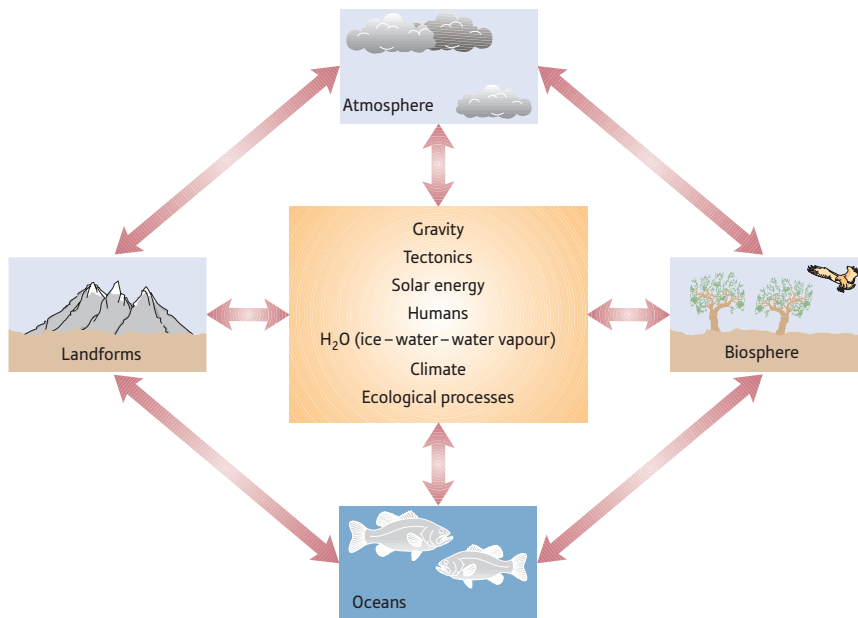 Atmosphere
Gravity
Tectonics
Solar energy
Humans
H₂O (ice – water – water vapour)
Climate
Ecological processes
Landforms
Biosphere
Oceans